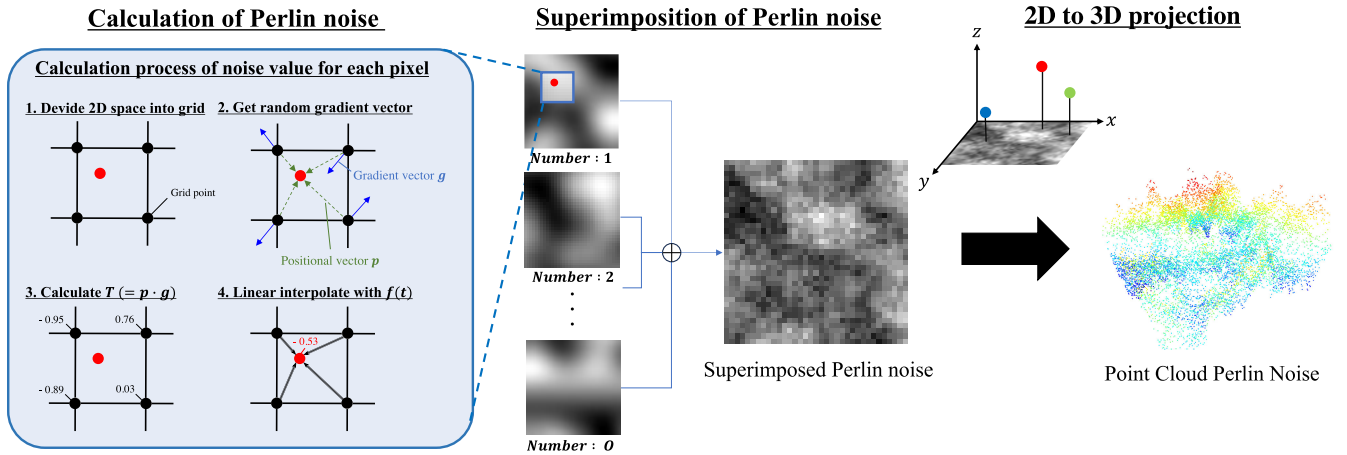 Calculation of Perlin noise
Calculation process of noise value for each pixel
1. Devide 2D space into grid
Grid point
2. Get random gradient vector
Gradient vector g
Positional vector p
3. Calculate T (= p · g)
- 0.95
0.76
- 0.89
0.03
4. Linear interpolate with f(t)
- 0.53
Superimposition of Perlin noise
Number : 1
Number : 2
Number : O
Superimposed Perlin noise
2D to 3D projection
z
x
y
Point Cloud Perlin Noise